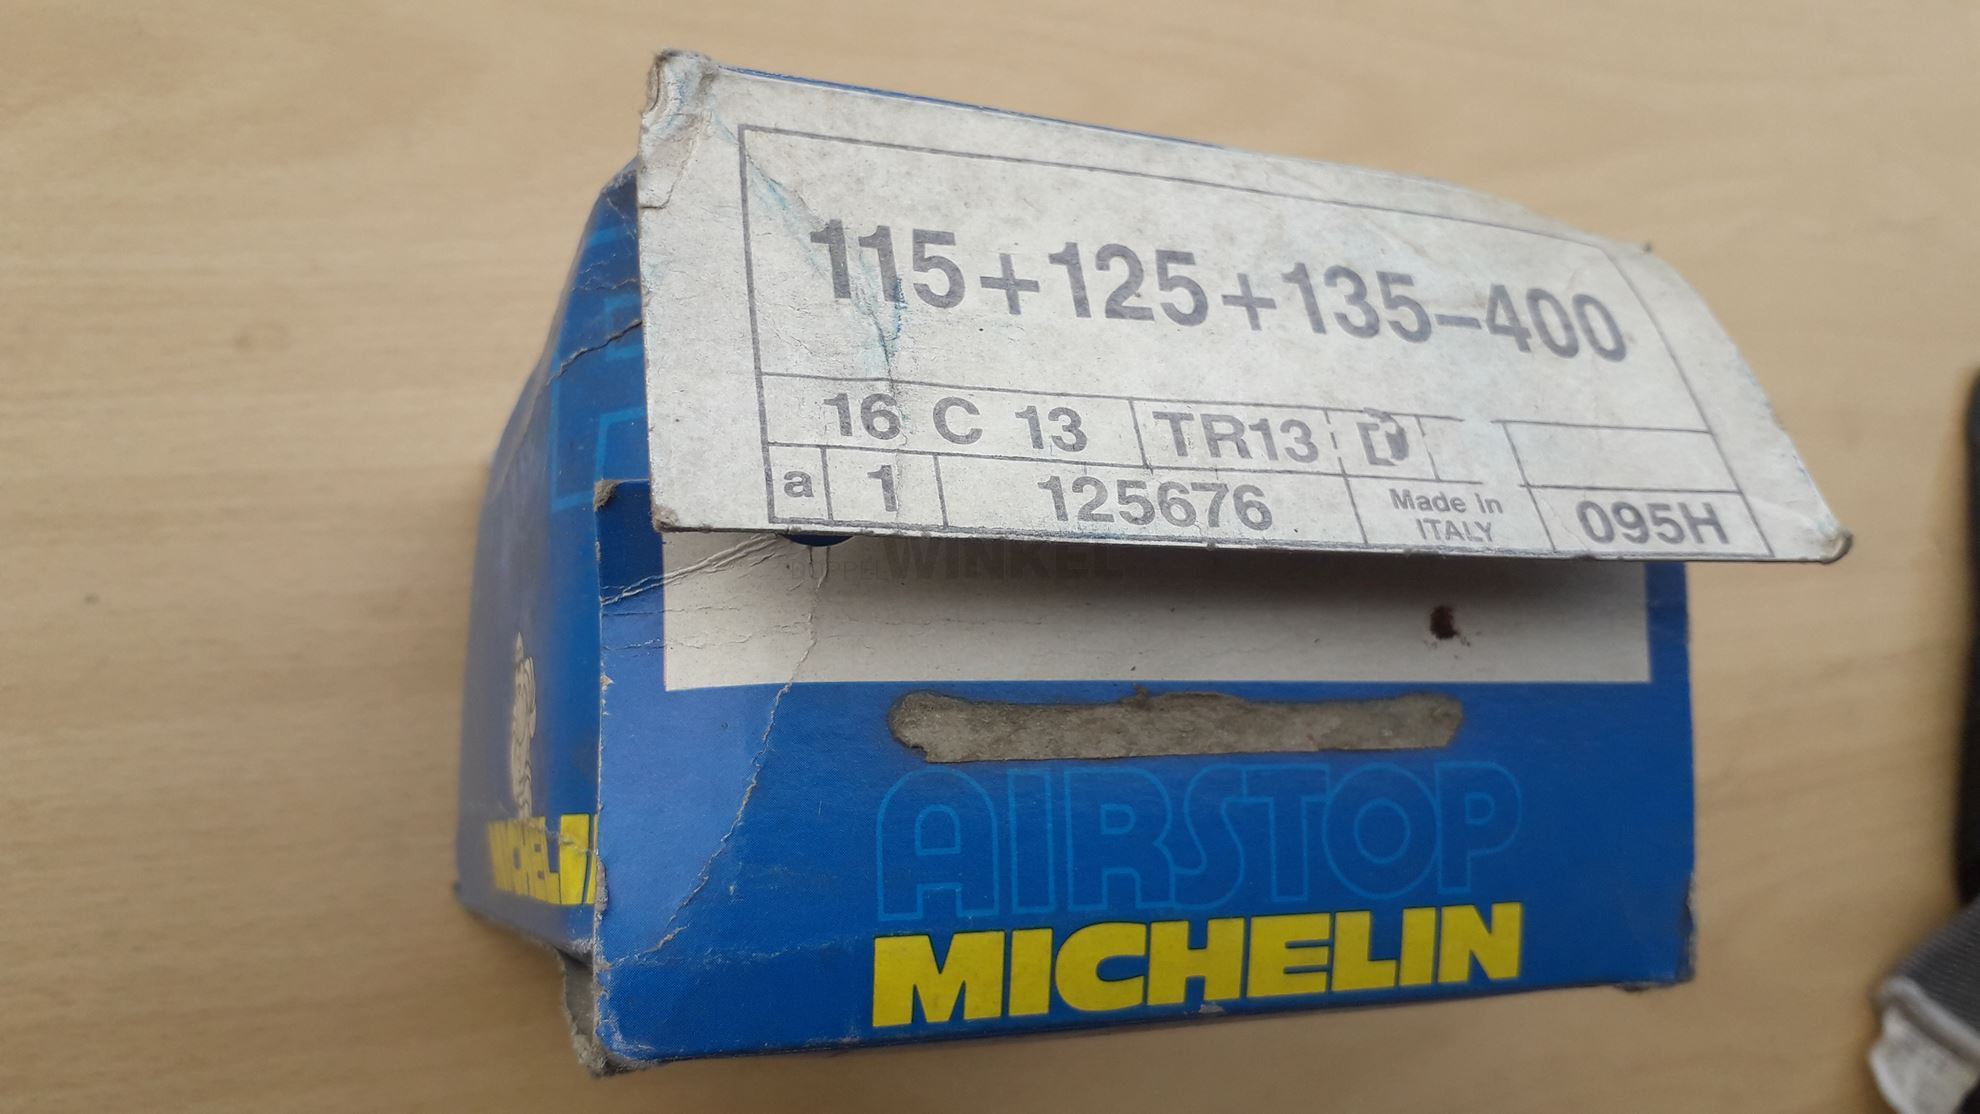 115+125+135-400
16 C 13 TR13 D
a 1 125676 Made in ITALY 095H
WINKEL
AIRSTOP
MICHELIN
MICHELIN